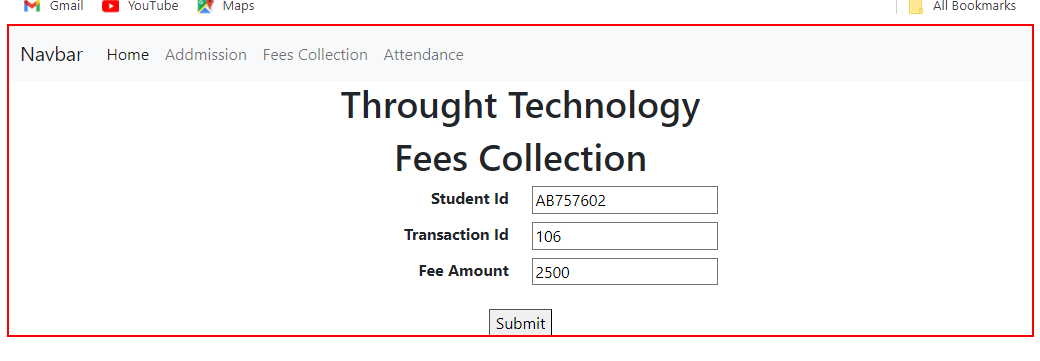 Gmail YouTube Maps All Bookmarks
Navbar Home Addmission Fees Collection Attendance
Throught Technology
Fees Collection
Student Id AB757602
Transaction Id 106
Fee Amount 2500
Submit